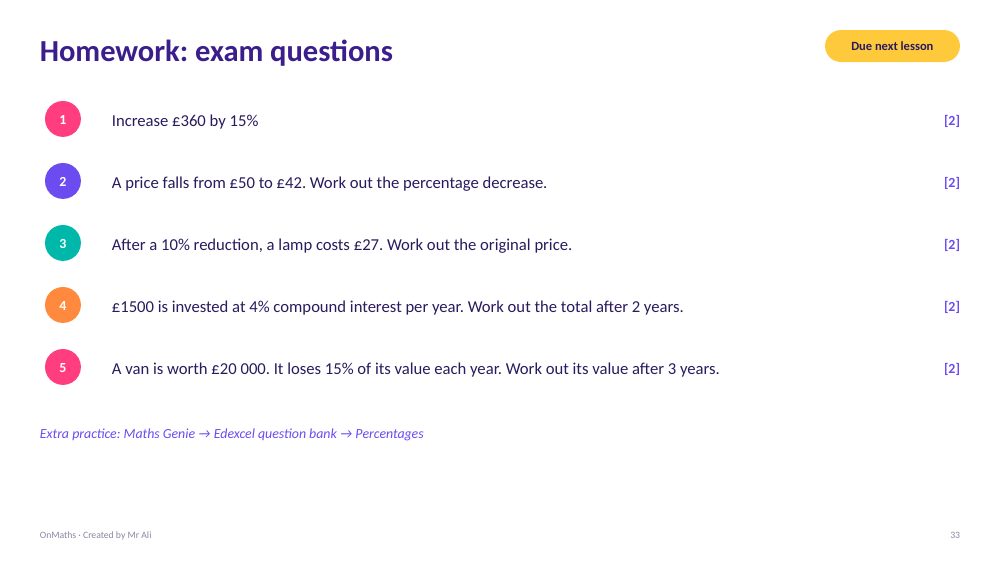 Homework: exam questions
Due next lesson
1 Increase £360 by 15% [2]
2 A price falls from £50 to £42. Work out the percentage decrease. [2]
3 After a 10% reduction, a lamp costs £27. Work out the original price. [2]
4 £1500 is invested at 4% compound interest per year. Work out the total after 2 years. [2]
5 A van is worth £20 000. It loses 15% of its value each year. Work out its value after 3 years. [2]
Extra practice: Maths Genie → Edexcel question bank → Percentages
OnMaths · Created by Mr Ali 33